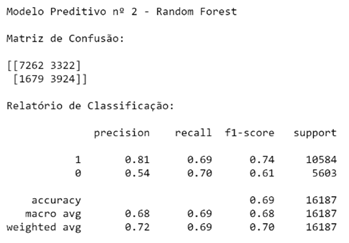 Modelo Preditivo nº 2 - Random Forest
Matriz de Confusão:
[[7262 3322]
[1679 3924]]
Relatório de Classificação:
precision recall f1-score support
1 0.81 0.69 0.74 10584
0 0.54 0.70 0.61 5603
accuracy 0.69 16187
macro avg 0.68 0.69 0.68 16187
weighted avg 0.72 0.69 0.70 16187